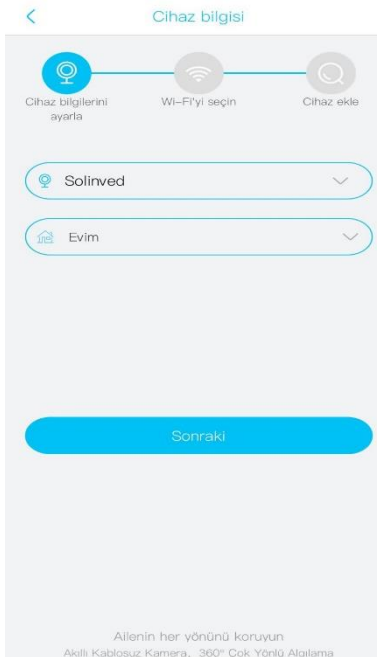 Cihaz bilgisi
Cihaz bilgilerini
ayarla
Wi-Fi'yi seçin
Cihaz ekle
Solinved
Evim
Sonraki
Ailenin her yönünü koruyun
Akıllı Kablosuz Kamera, 360° Çok Yönlü Algılama